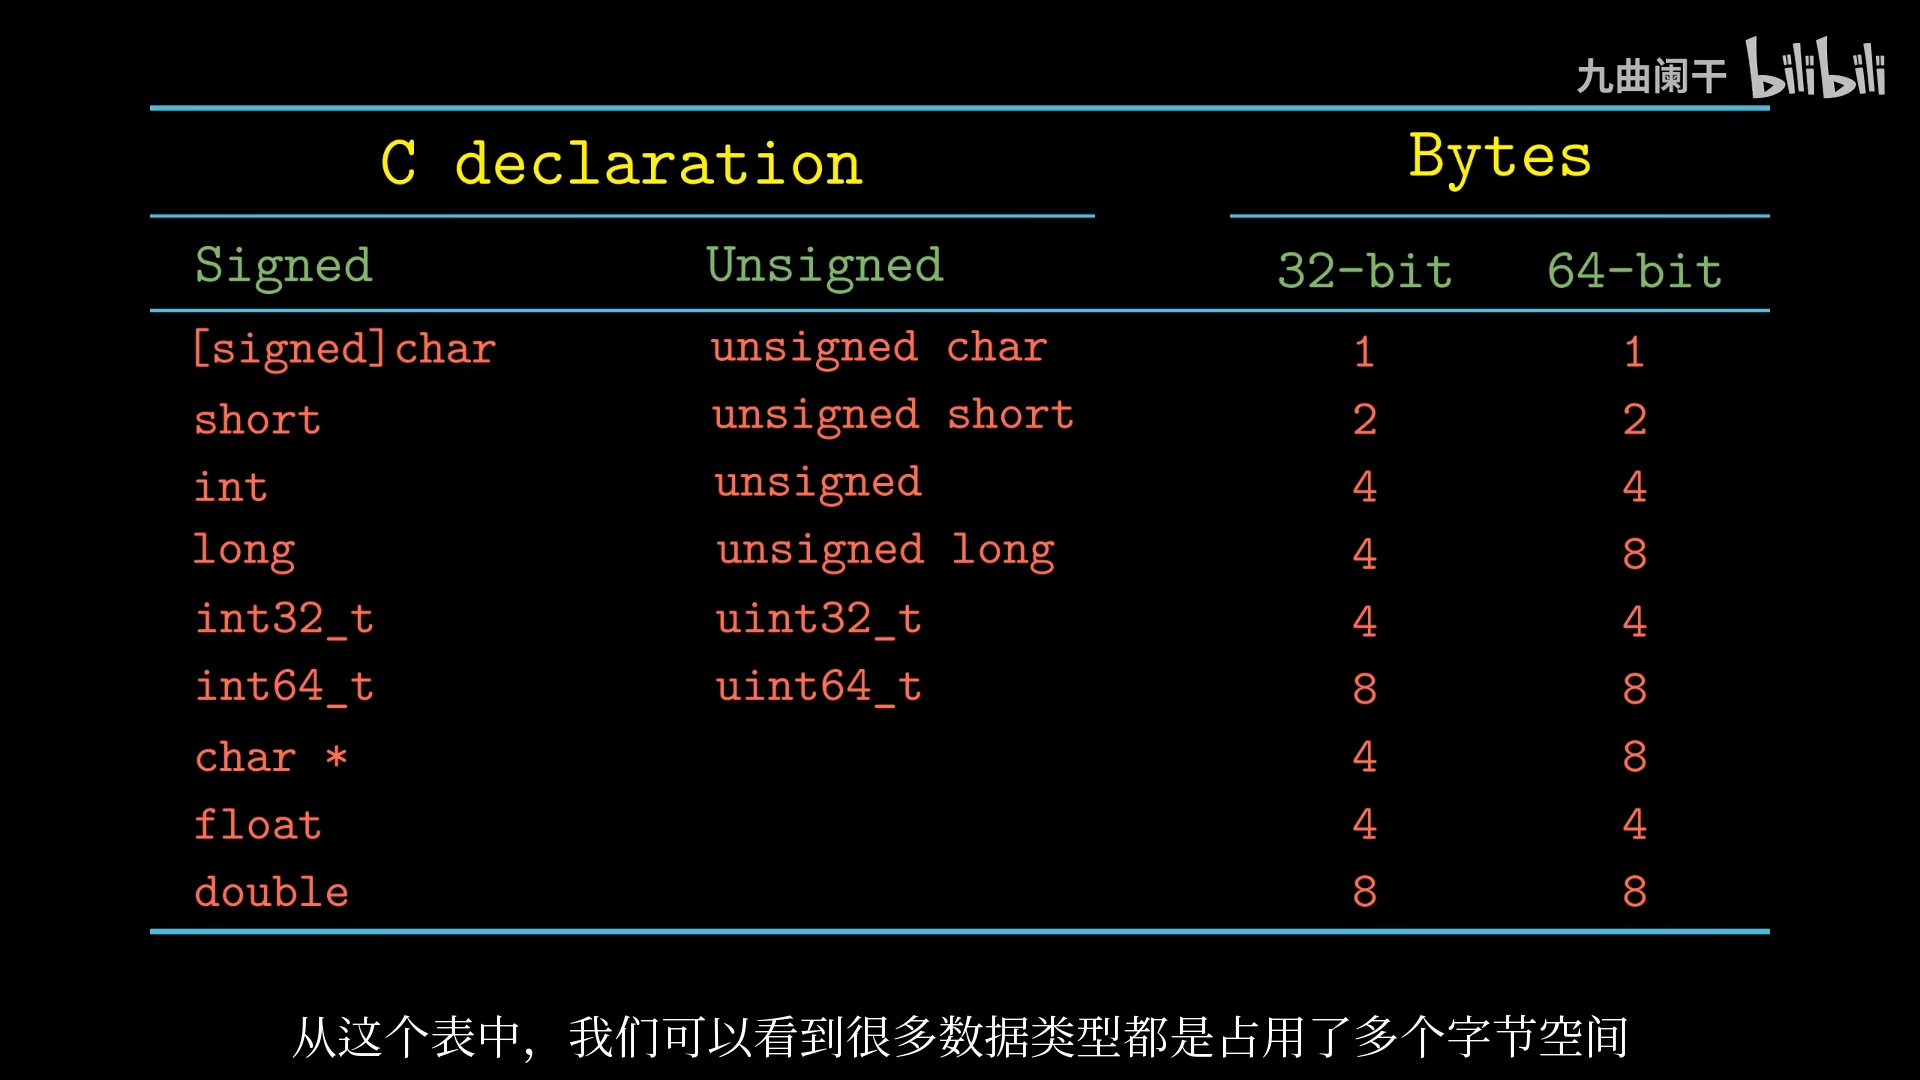 九曲阑干 bilibili
C declaration Bytes
Signed Unsigned 32-bit 64-bit
[signed]char unsigned char 1 1
short unsigned short 2 2
int unsigned 4 4
long unsigned long 4 8
int32_t uint32_t 4 4
int64_t uint64_t 8 8
char * 4 8
float 4 4
double 8 8
从这个表中，我们可以看到很多数据类型都是占用了多个字节空间